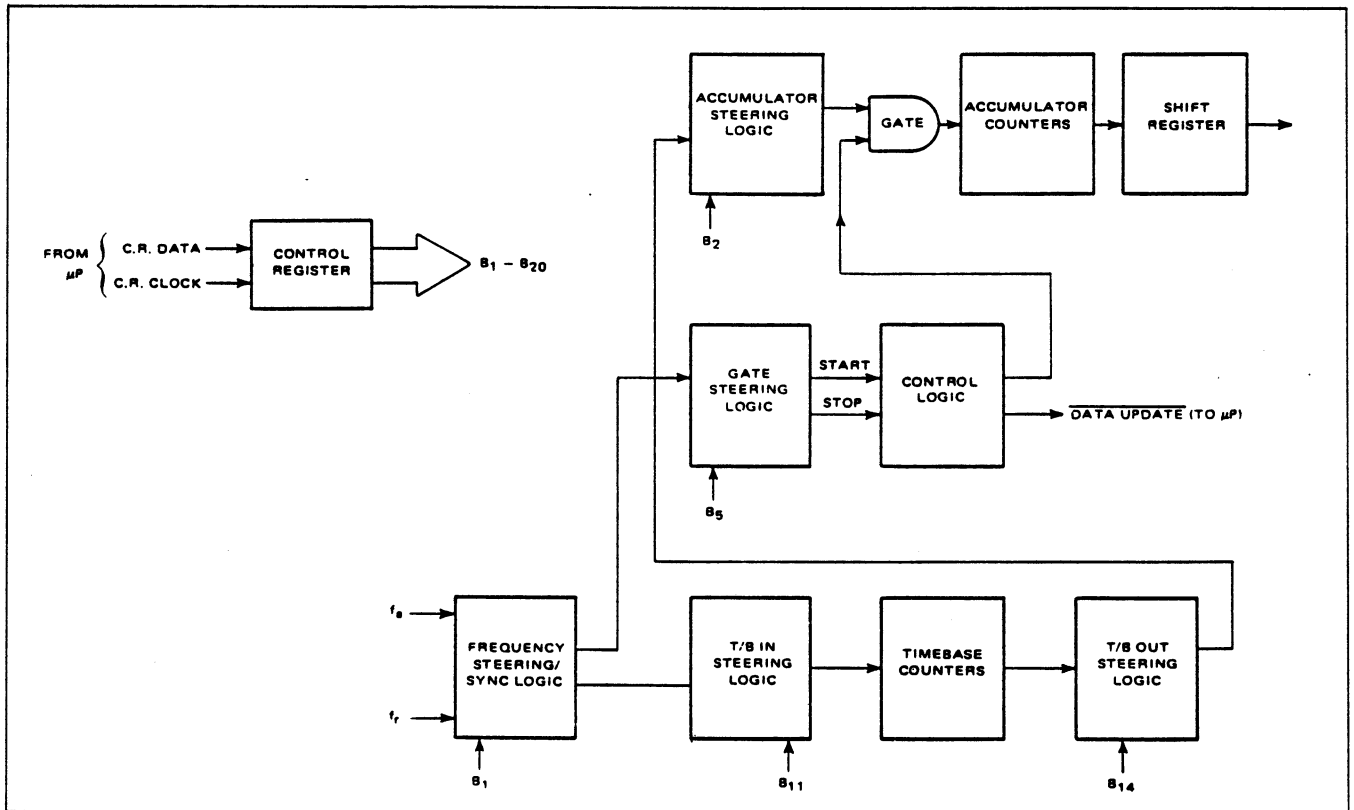 ACCUMULATOR
STEERING
LOGIC
GATE
ACCUMULATOR
COUNTERS
SHIFT
REGISTER
B2
FROM
μP
C.R. DATA
C.R. CLOCK
CONTROL
REGISTER
B1 – B20
GATE
STEERING
LOGIC
START
STOP
CONTROL
LOGIC
DATA UPDATE (TO μP)
B5
fa
fr
FREQUENCY
STEERING/
SYNC LOGIC
T/B IN
STEERING
LOGIC
TIMEBASE
COUNTERS
T/B OUT
STEERING
LOGIC
B1
B11
B14